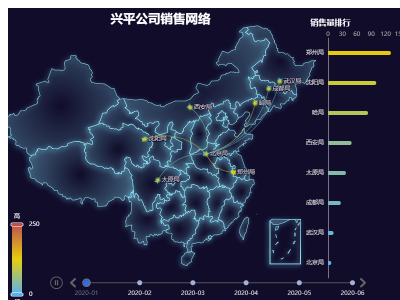 兴平公司销售网络
销售量排行
0 30 60 90 120 15
郑州局
沈阳局
哈局
西安局
太原局
成都局
武汉局
北京局
武汉局
成都局
哈局
西安局
沈阳局
北京局
郑州局
太原局
高
250
0
2020-01 2020-02 2020-03 2020-04 2020-05 2020-06